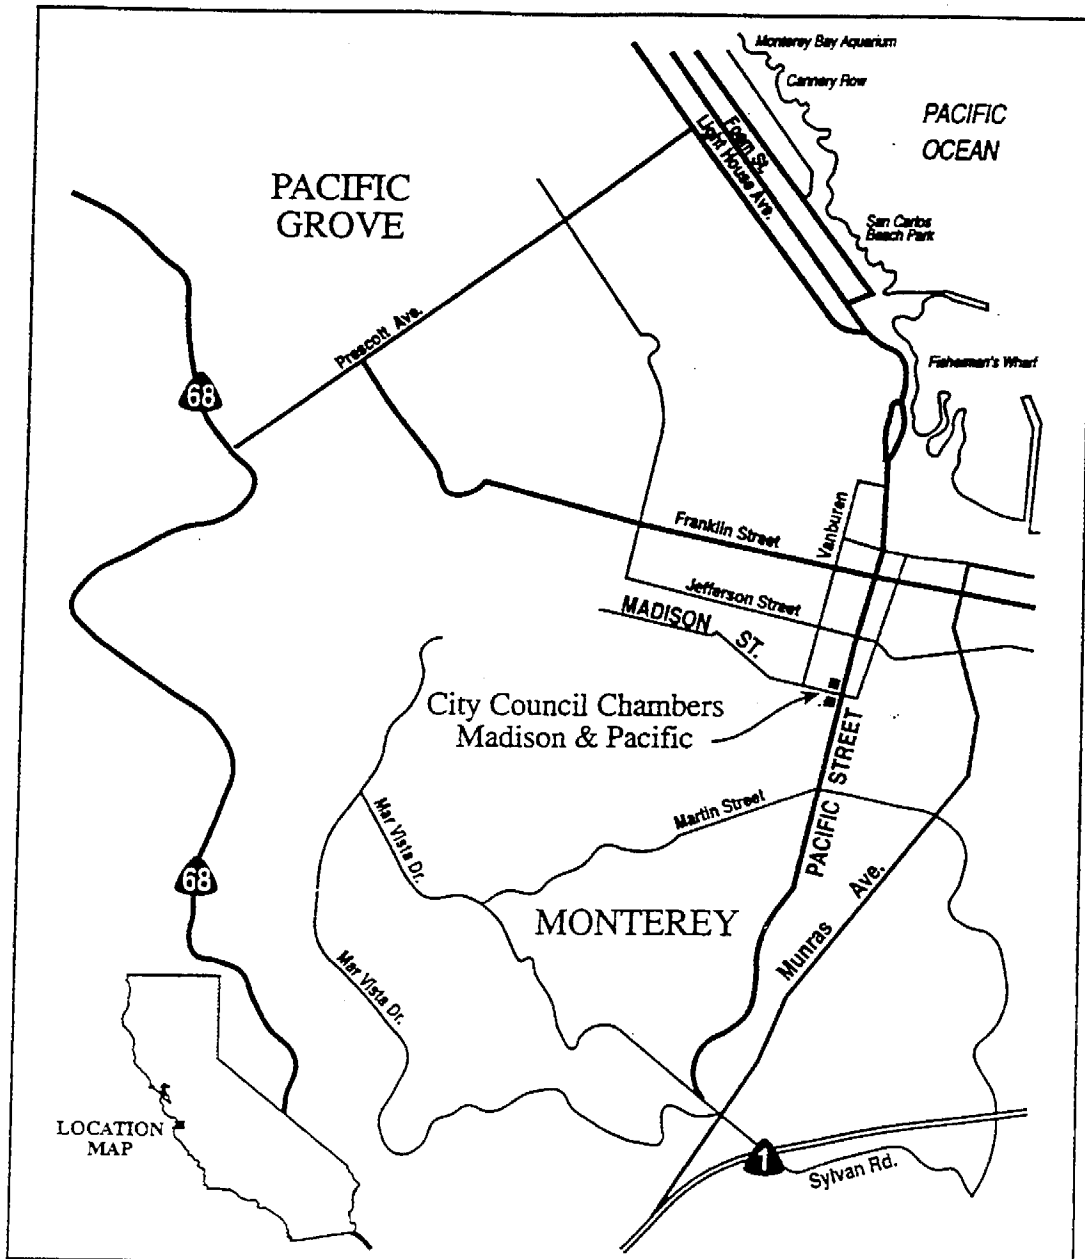 Monterey Bay Aquarium
Cannery Row
PACIFIC
OCEAN
Foam St.
Light House Ave.
PACIFIC
GROVE
San Carlos
Beach Park
Prescott Ave.
Fisherman's Wharf
68
Vanburen
Franklin Street
Jefferson Street
MADISON ST.
City Council Chambers
Madison & Pacific
PACIFIC STREET
Martin Street
Mar Vista Dr.
68
MONTEREY
Munras Ave.
Mar Vista Dr.
LOCATION
MAP
1
Sylvan Rd.